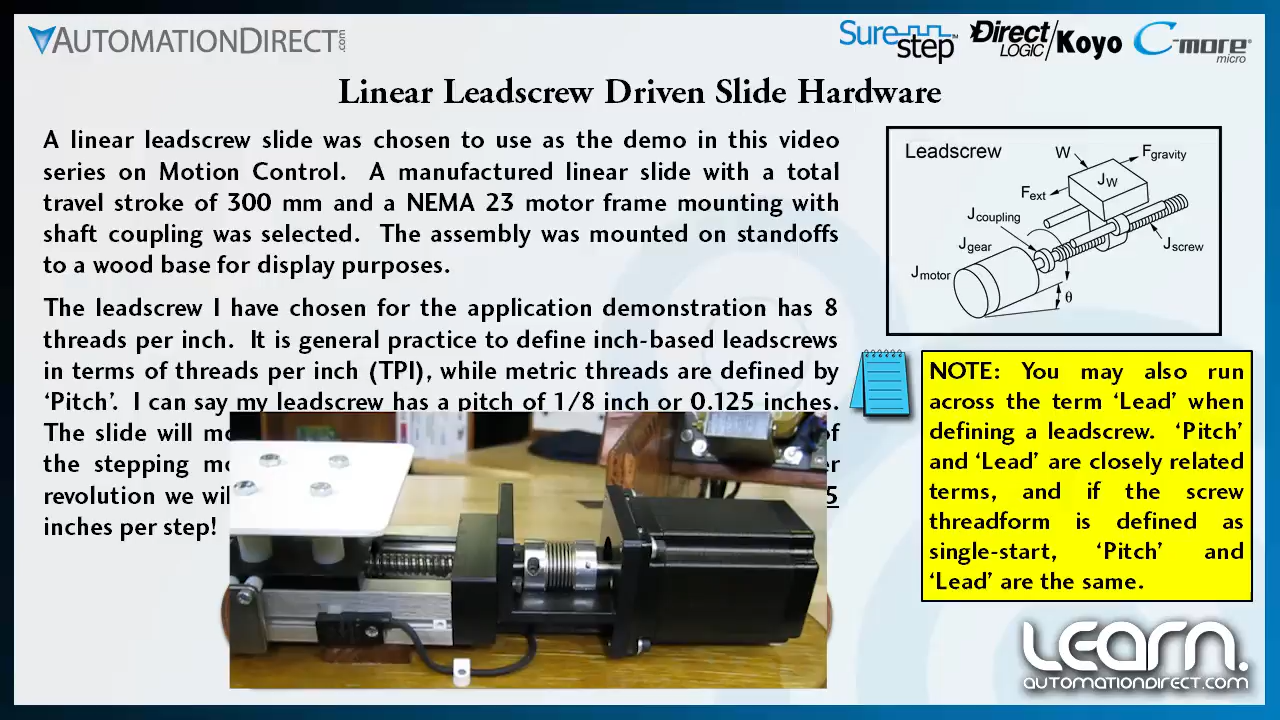 AUTOMATIONDIRECT.com
Sure step™
Direct LOGIC/Koyo
C-more micro
Linear Leadscrew Driven Slide Hardware
A linear leadscrew slide was chosen to use as the demo in this video
series on Motion Control. A manufactured linear slide with a total
travel stroke of 300 mm and a NEMA 23 motor frame mounting with
shaft coupling was selected. The assembly was mounted on standoffs
to a wood base for display purposes.
The leadscrew I have chosen for the application demonstration has 8
threads per inch. It is general practice to define inch-based leadscrews
in terms of threads per inch (TPI), while metric threads are defined by
‘Pitch’. I can say my leadscrew has a pitch of 1/8 inch or 0.125 inches.
The slide will of
the stepping
revolution we 5
inches per step!
Leadscrew
W
Fgravity
JW
Fext
Jcoupling
Jgear
Jscrew
Jmotor
θ
NOTE: You may also run
across the term ‘Lead’ when
defining a leadscrew. ‘Pitch’
and ‘Lead’ are closely related
terms, and if the screw
threadform is defined as
single-start, ‘Pitch’ and
‘Lead’ are the same.
LEARN.
AUTOMATIONDIRECT.COM